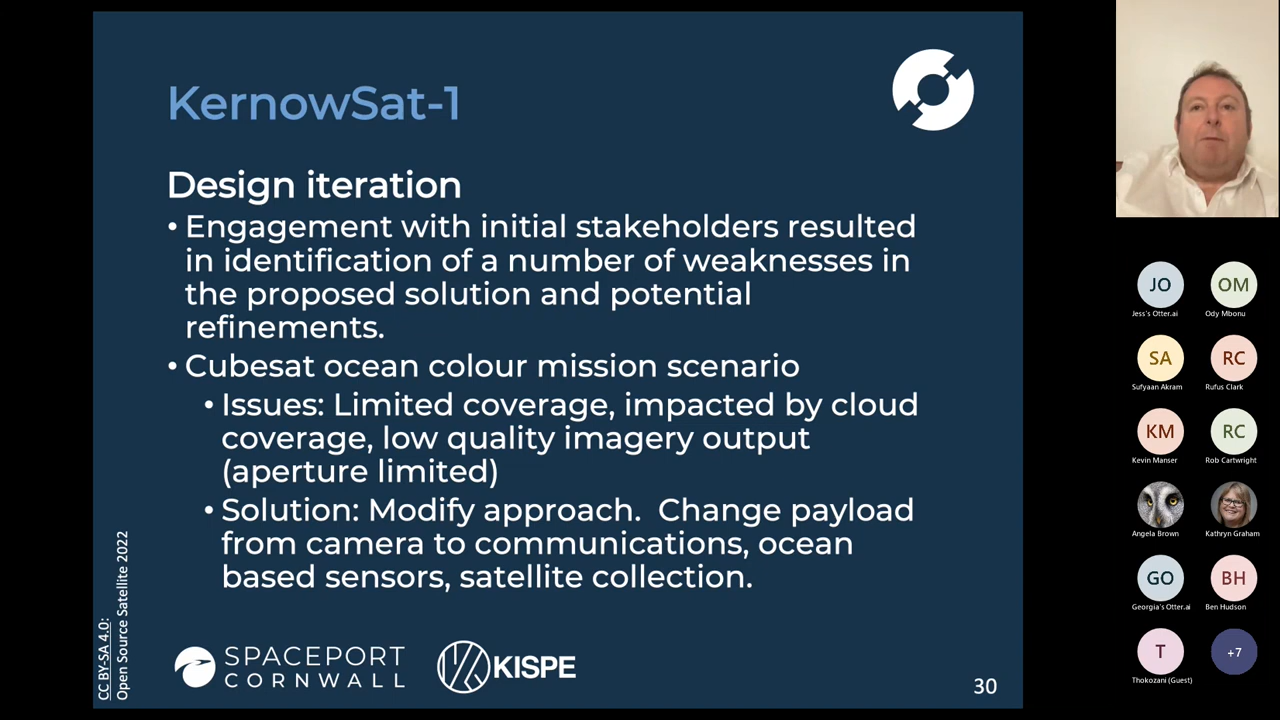 KernowSat-1
Design iteration
• Engagement with initial stakeholders resulted
in identification of a number of weaknesses in
the proposed solution and potential
refinements.
• Cubesat ocean colour mission scenario
• Issues: Limited coverage, impacted by cloud
coverage, low quality imagery output
(aperture limited)
• Solution: Modify approach.  Change payload
from camera to communications, ocean
based sensors, satellite collection.
CC BY-SA 4.0:
Open Source Satellite 2022
SPACEPORT
CORNWALL
KISPE
30
JO
Jess's Otter.ai
OM
Ody Mbonu
SA
Sufyaan Akram
RC
Rufus Clark
KM
Kevin Manser
RC
Rob Cartwright
Angela Brown
Kathryn Graham
GO
Georgia's Otter.ai
BH
Ben Hudson
T
Thokozani (Guest)
+7